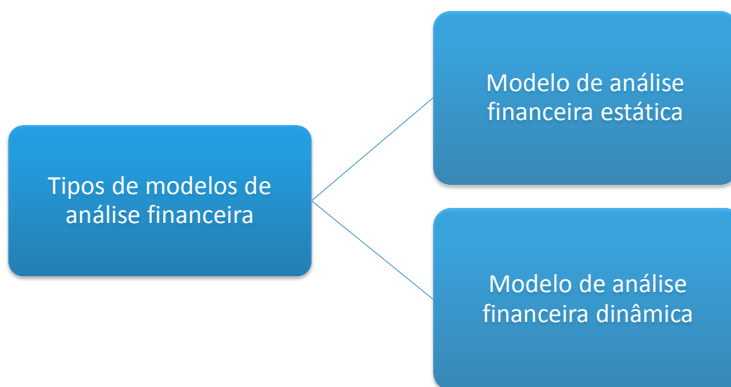 Tipos de modelos de
análise financeira
Modelo de análise
financeira estática
Modelo de análise
financeira dinâmica